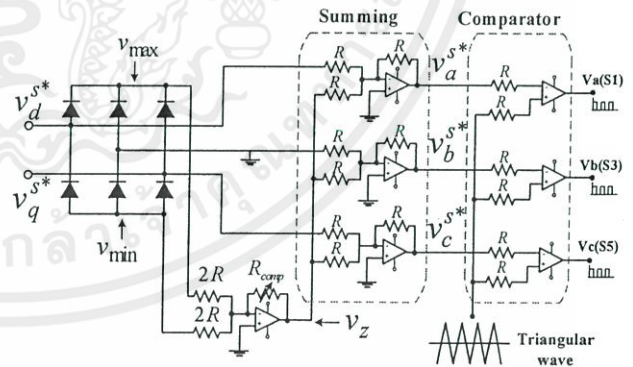 Summing
Comparator
v_max
v_d^s*
v_q^s*
v_min
2R
2R
R_comp
v_z
R
R
R
R
R
R
R
R
R
v_a^s*
v_b^s*
v_c^s*
R
R
R
R
R
R
Va(S1)
Vb(S3)
Vc(S5)
Triangular
wave